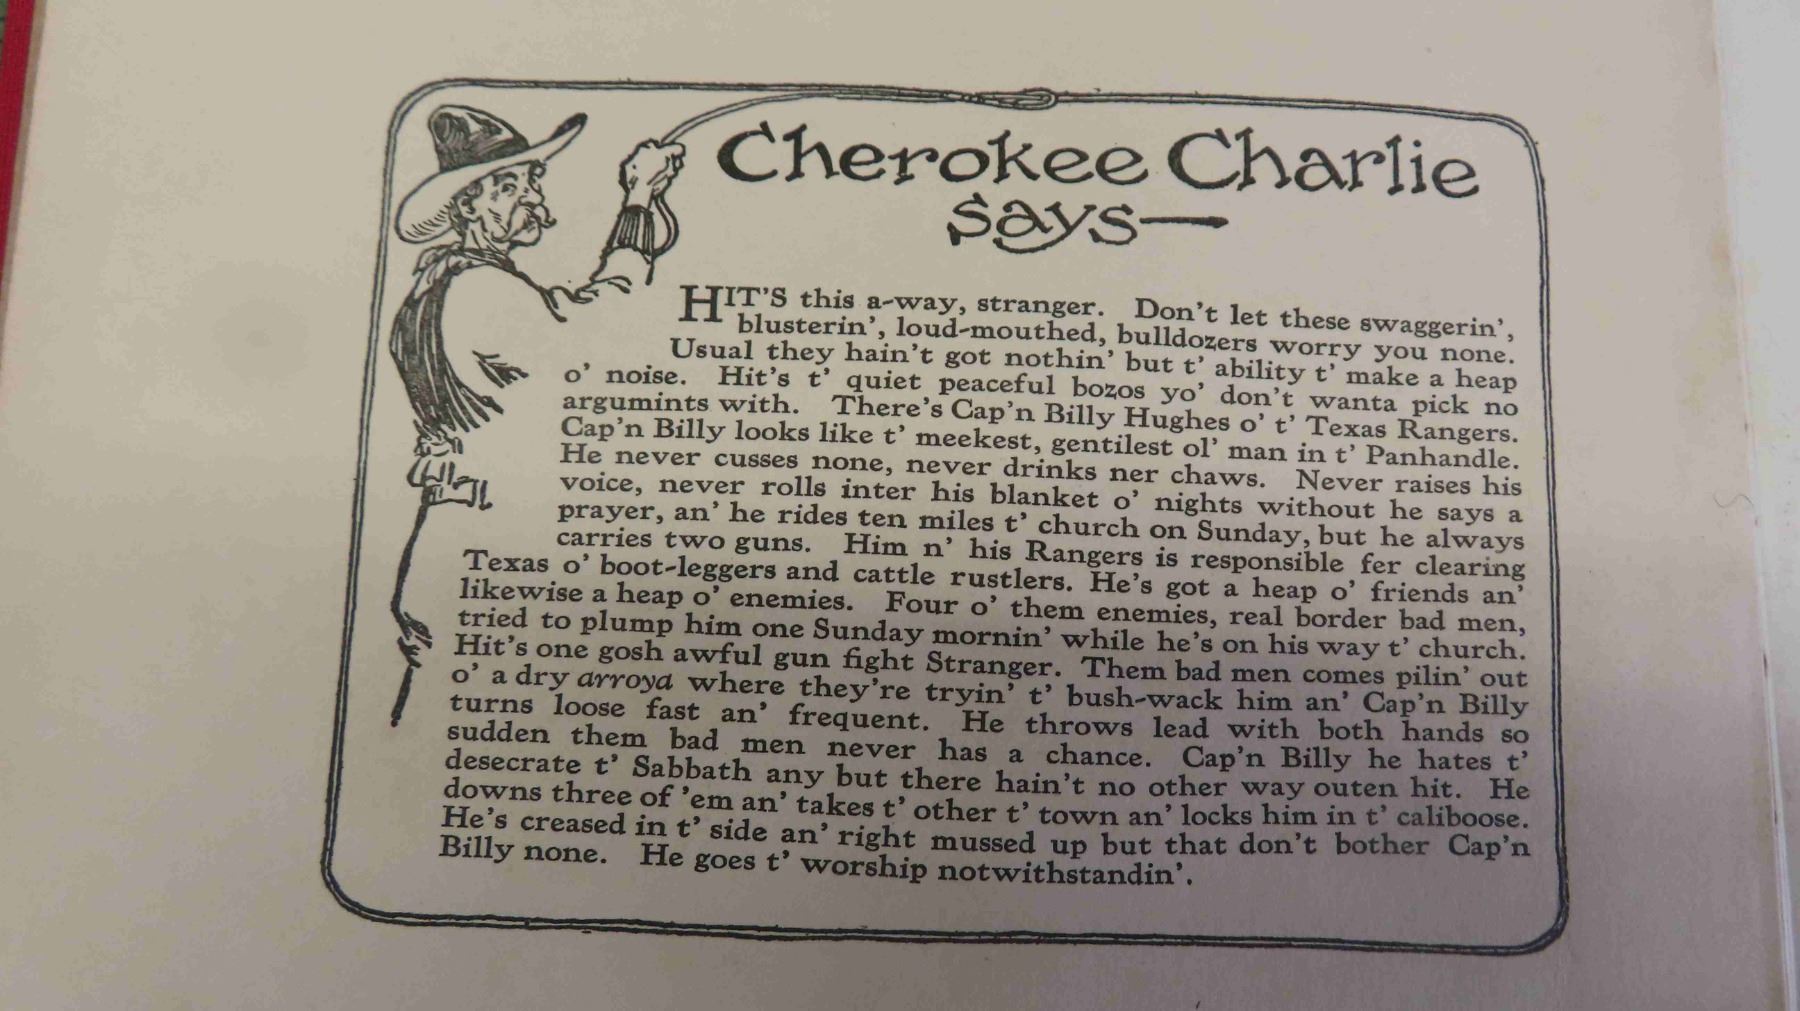 Cherokee Charlie
says—
HIT'S this a-way, stranger. Don't let these swaggerin',
blusterin', loud-mouthed, bulldozers worry you none.
Usual they hain't got nothin' but t' ability t' make a heap
o' noise. Hit's t' quiet peaceful bozos yo' don't wanta pick no
argumints with. There's Cap'n Billy Hughes o' t' Texas Rangers.
Cap'n Billy looks like t' meekest, gentilest ol' man in t' Panhandle.
He never cusses none, never drinks ner chaws. Never raises his
voice, never rolls inter his blanket o' nights without he says a
prayer, an' he rides ten miles t' church on Sunday, but he always
carries two guns. Him n' his Rangers is responsible fer clearing
Texas o' boot-leggers and cattle rustlers. He's got a heap o' friends an'
likewise a heap o' enemies. Four o' them enemies, real border bad men,
tried to plump him one Sunday mornin' while he's on his way t' church.
Hit's one gosh awful gun fight Stranger. Them bad men comes pilin' out
o' a dry arroya where they're tryin' t' bush-wack him an' Cap'n Billy
turns loose fast an' frequent. He throws lead with both hands so
sudden them bad men never has a chance. Cap'n Billy he hates t'
desecrate t' Sabbath any but there hain't no other way outen hit. He
downs three of 'em an' takes t' other t' town an' locks him in t' caliboose.
He's creased in t' side an' right mussed up but that don't bother Cap'n
Billy none. He goes t' worship notwithstandin'.